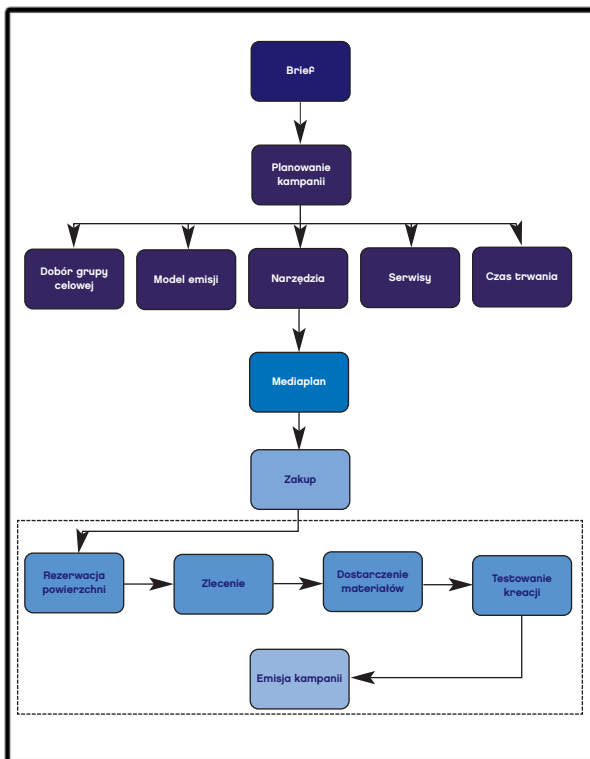 Brief
Planowanie
kampanii
Dobór grupy
celowej
Model emisji
Narzędzia
Serwisy
Czas trwania
Mediaplan
Zakup
Rezerwacja
powierzchni
Zlecenie
Dostarczenie
materiałów
Testowanie
kreacji
Emisja kampanii